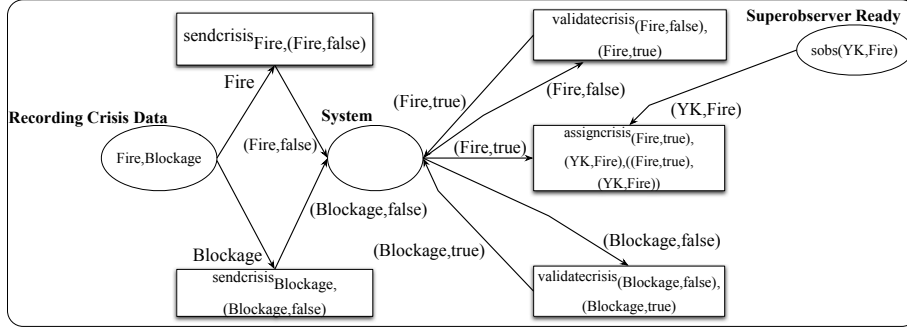 sendcrisisFire,(Fire,false)
validatecrisis(Fire,false),
(Fire,true)
Superobserver Ready
sobs(YK,Fire)
Fire
(Fire,true)
(Fire,false)
(YK,Fire)
Recording Crisis Data
System
Fire,Blockage
(Fire,false)
(Fire,true)
assigncrisis(Fire,true),
(YK,Fire),((Fire,true),
(YK,Fire))
(Blockage,false)
Blockage
(Blockage,true)
(Blockage,false)
sendcrisisBlockage,
(Blockage,false)
validatecrisis(Blockage,false),
(Blockage,true)